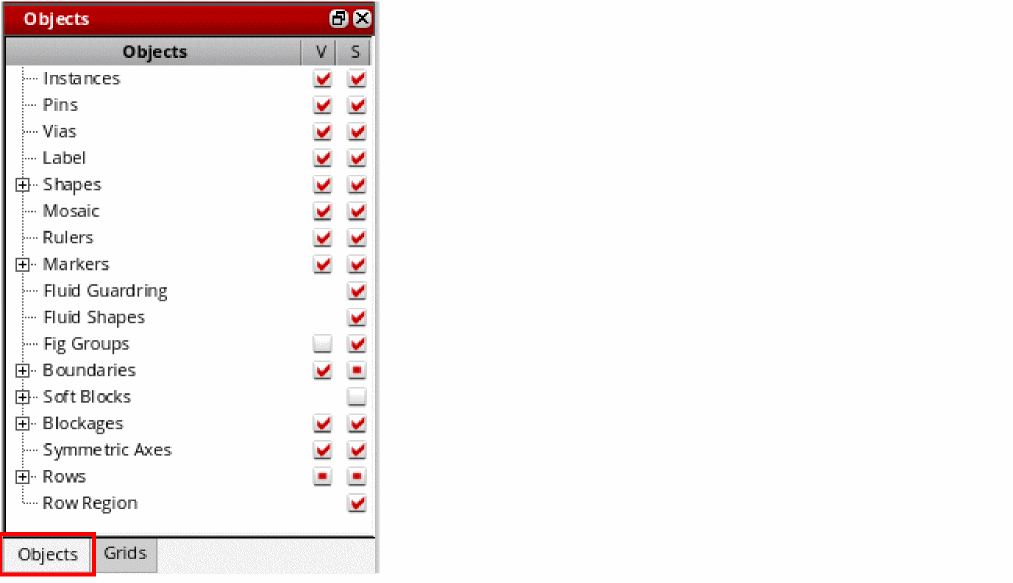 Objects
Objects V S
Instances
Pins
Vias
Label
Shapes
Mosaic
Rulers
Markers
Fluid Guardring
Fluid Shapes
Fig Groups
Boundaries
Soft Blocks
Blockages
Symmetric Axes
Rows
Row Region
Objects Grids